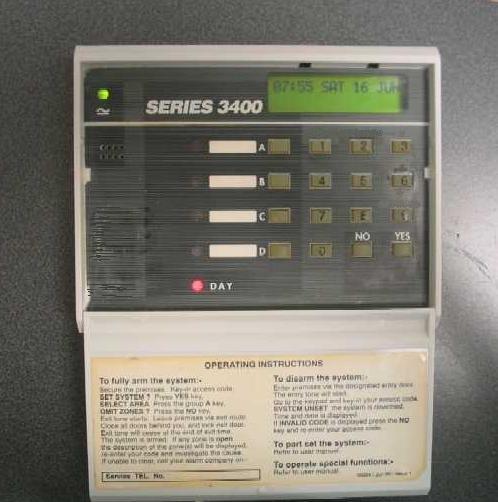 07:55 SAT 16 JUN
SERIES 3400
A 1 2 3
B 4 5 6
C 7 8 9
D 0
NO YES
DAY
OPERATING INSTRUCTIONS
To fully arm the system:-
Secure the premises. Key-in access code.
SET SYSTEM ? Press YES key.
SELECT AREA Press the group A key.
OMIT ZONES ? Press the NO key.
Exit tone starts. Leave premises via exit route.
Close all doors behind you, and lock exit door.
Exit tone will cease at the end of exit time.
The system is armed. If any zone is open
the description of the zone(s) will be displayed,
re-enter your code and investigate the cause.
If unable to clear, call your alarm company on:-
Service TEL. No.
To disarm the system:-
Enter premises via the designated entry door.
The entry tone will start.
Go to the keypad and key-in your access code.
SYSTEM UNSET the system is disarmed.
Time and date is displayed.
If INVALID CODE is displayed press the NO
key and re-enter your access code.
To part set the system:-
Refer to user manual.
To operate special functions:-
Refer to user manual.